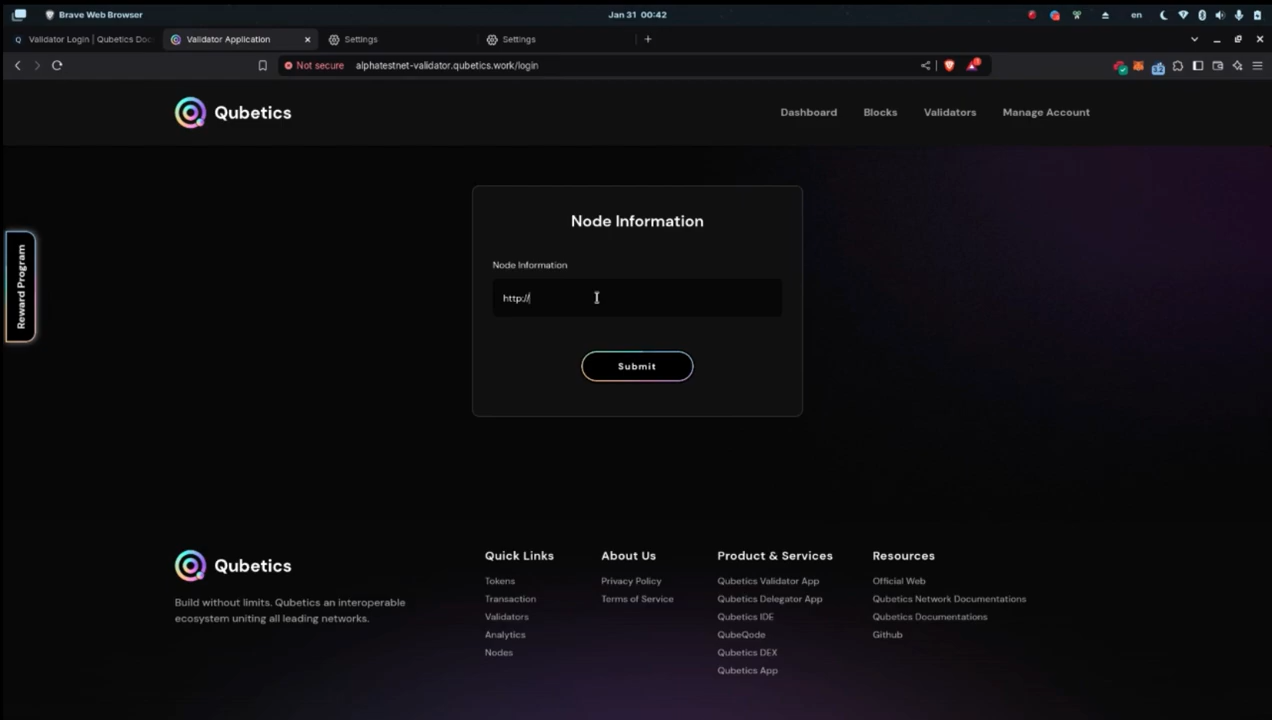 Brave Web Browser
Jan 31 00:42
en
Validator Login | Qubetics Doc
Validator Application
Settings
Settings
Not secure alphatestnet-validator.qubetics.work/login
Qubetics
Dashboard Blocks Validators Manage Account
Reward Program
Node Information
Node Information
http://
Submit
Qubetics
Build without limits. Qubetics an interoperable
ecosystem uniting all leading networks.
Quick Links
Tokens
Transaction
Validators
Analytics
Nodes
About Us
Privacy Policy
Terms of Service
Product & Services
Qubetics Validator App
Qubetics Delegator App
Qubetics IDE
QubeQode
Qubetics DEX
Qubetics App
Resources
Official Web
Qubetics Network Documentations
Qubetics Documentations
Github